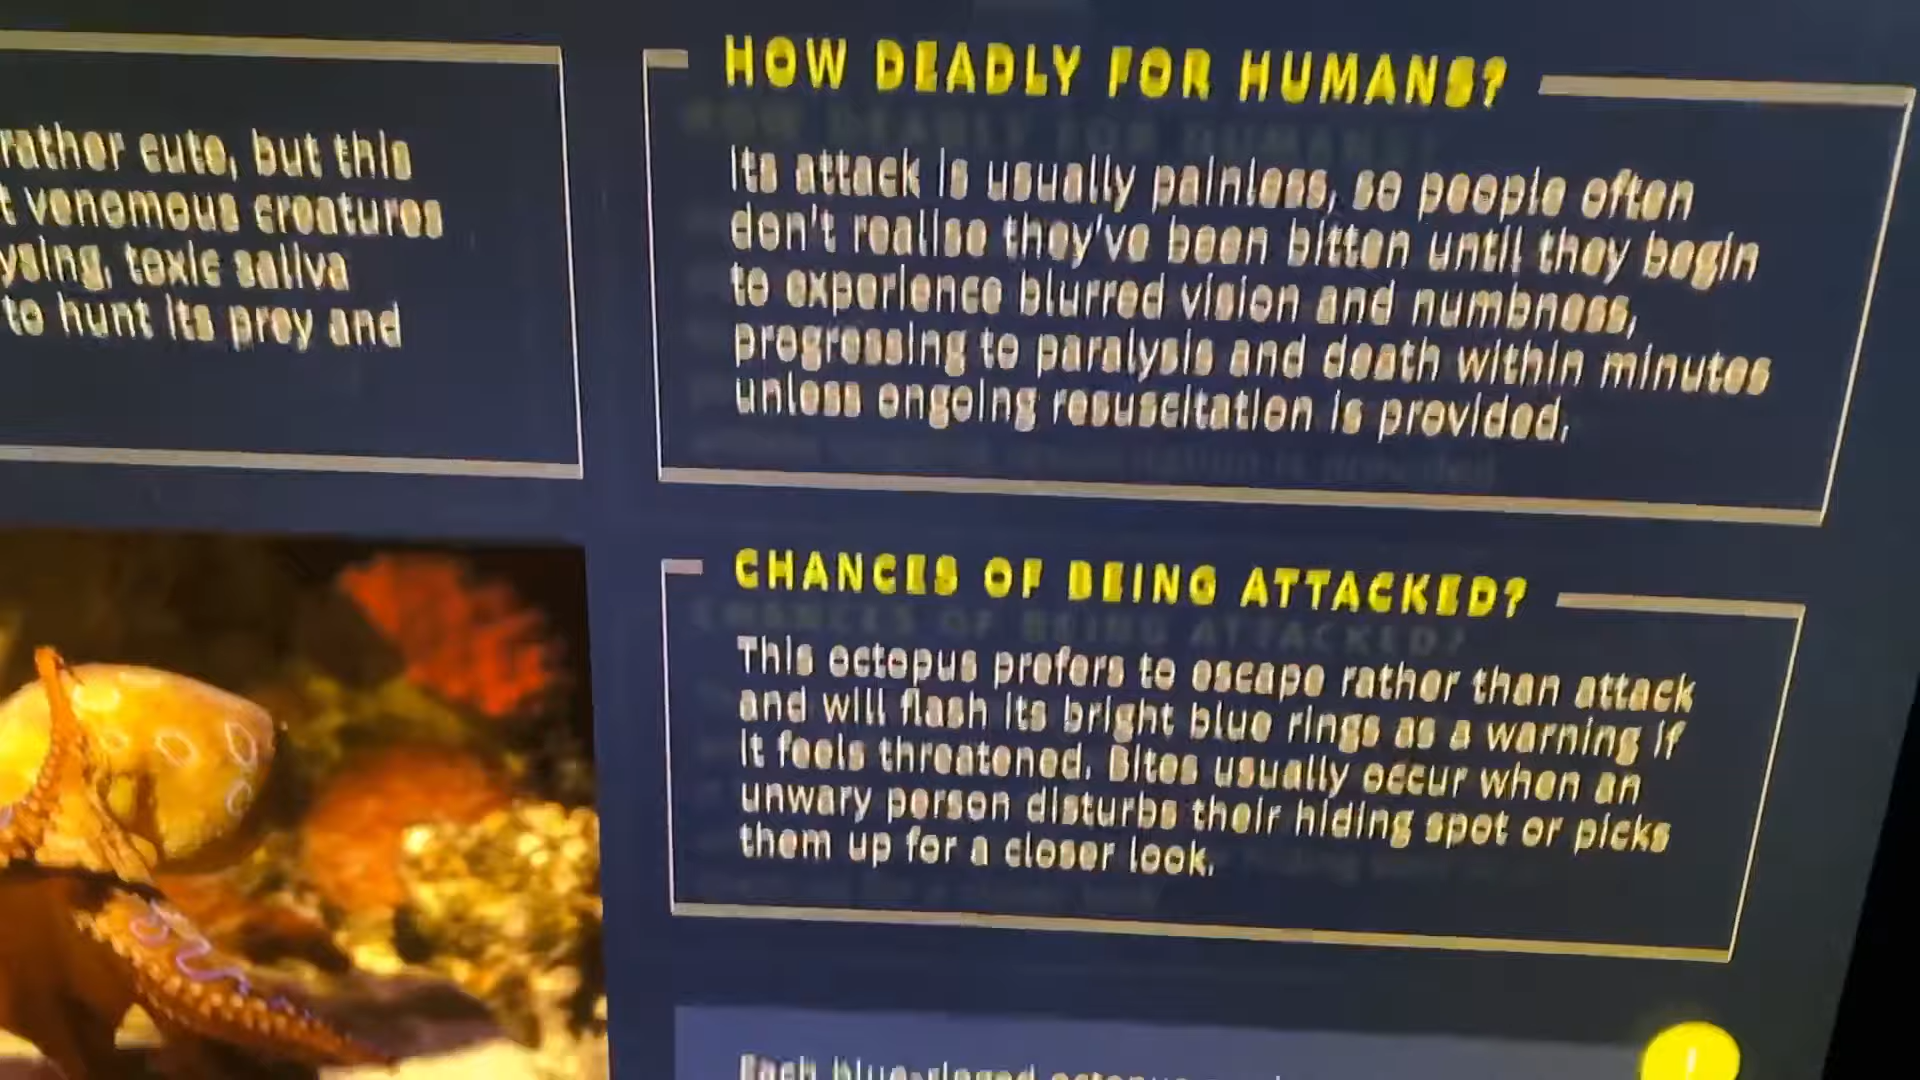 rather cute, but this
venomous creatures
toxic saliva
to hunt its prey and
HOW DEADLY FOR HUMANS?
Its attack is usually painless, so people often
don't realise they've been bitten until they begin
to experience blurred vision and numbness,
progressing to paralysis and death within minutes
unless ongoing resuscitation is provided.
CHANCES OF BEING ATTACKED?
This octopus prefers to escape rather than attack
and will flash its bright blue rings as a warning if
it feels threatened. Bites usually occur when an
unwary person disturbs their hiding spot or picks
them up for a closer look.
Each blue-ringed octopus